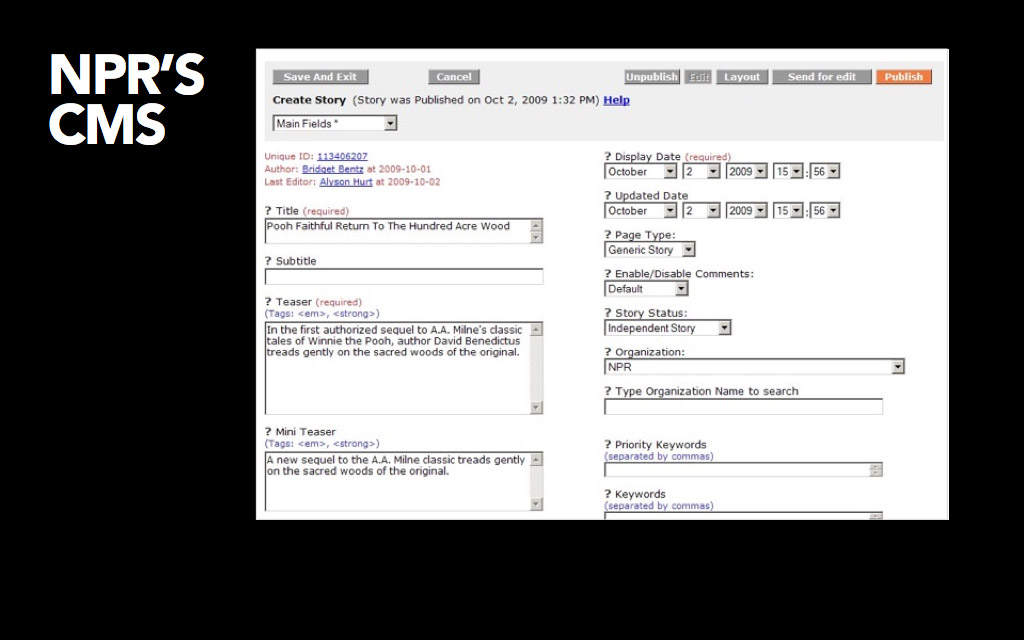 NPR'S
CMS
Save And Exit Cancel Unpublish Edit Layout Send for edit Publish
Create Story (Story was Published on Oct 2, 2009 1:32 PM) Help
Main Fields *
Unique ID: 113406207
Author: Bridget Bentz at 2009-10-01
Last Editor: Alyson Hurt at 2009-10-02
? Title (required)
Pooh Faithful Return To The Hundred Acre Wood
? Subtitle
? Teaser (required)
(Tags: <em>, <strong>)
In the first authorized sequel to A.A. Milne's classic
tales of Winnie the Pooh, author David Benedictus
treads gently on the sacred woods of the original.
? Mini Teaser
(Tags: <em>, <strong>)
A new sequel to the A.A. Milne classic treads gently
on the sacred woods of the original.
? Display Date (required)
October 2 2009 15 : 56
? Updated Date
October 2 2009 15 : 56
? Page Type:
Generic Story
? Enable/Disable Comments:
Default
? Story Status:
Independent Story
? Organization:
NPR
? Type Organization Name to search
? Priority Keywords
(separated by commas)
? Keywords
(separated by commas)